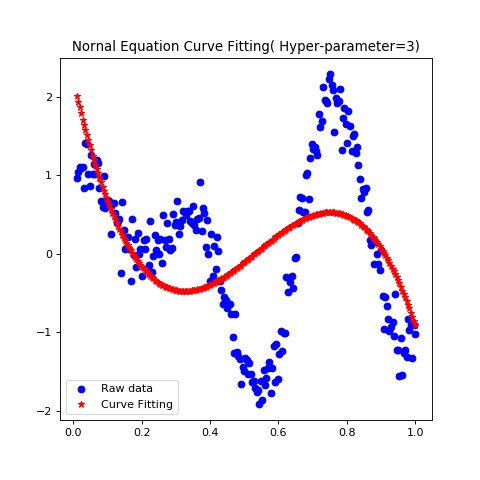 Nornal Equation Curve Fitting( Hyper-parameter=3)
2
1
0
−1
−2
Raw data
Curve Fitting
0.0 0.2 0.4 0.6 0.8 1.0